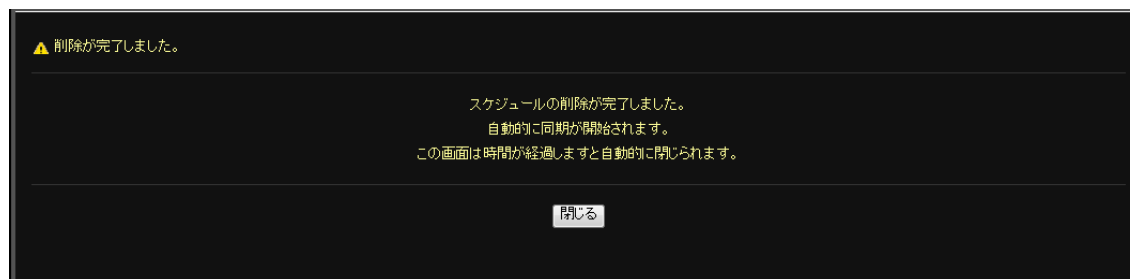 削除が完了しました。
スケジュールの削除が完了しました。
自動的に同期が開始されます。
この画面は時間が経過しますと自動的に閉じられます。
閉じる